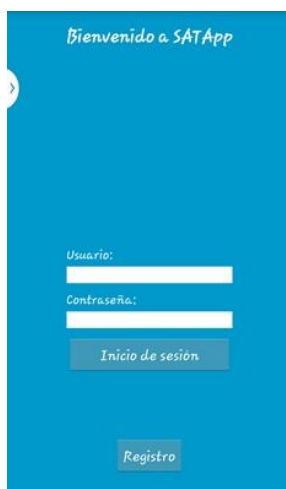 Bienvenido a SATApp
Usuario:
Contraseña:
Inicio de sesión
Registro